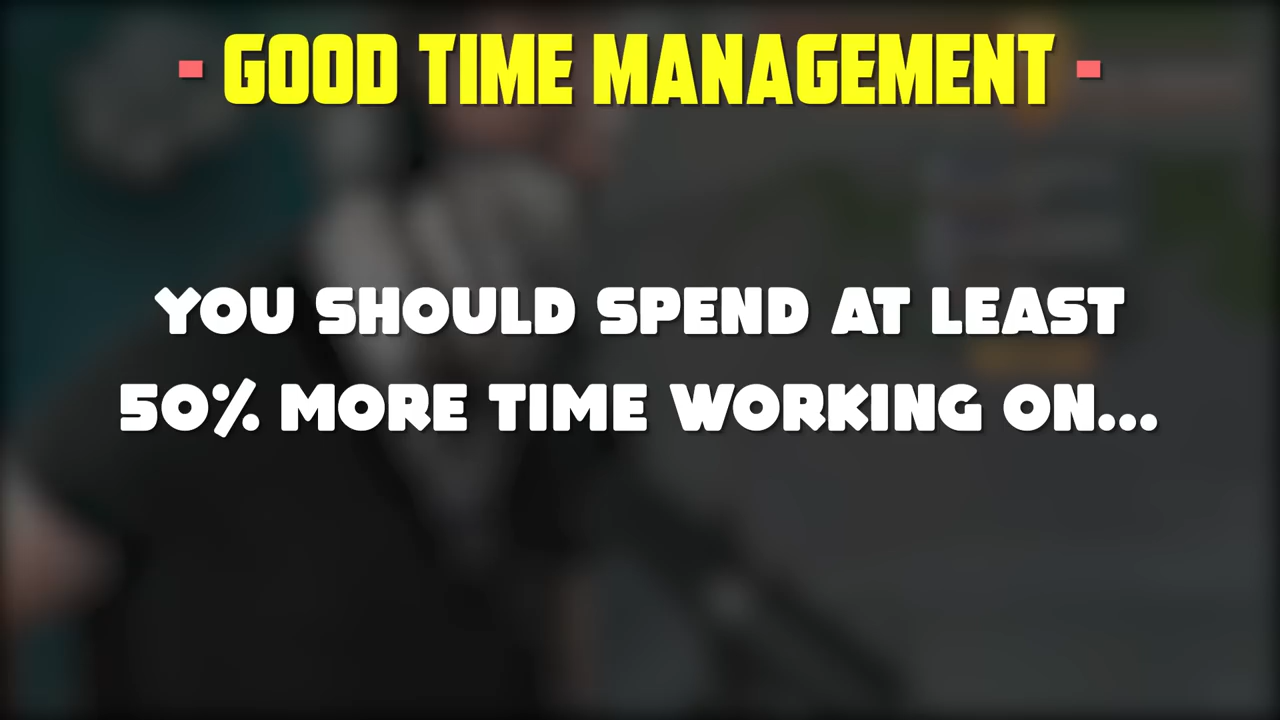 - GOOD TIME MANAGEMENT -
YOU SHOULD SPEND AT LEAST
50% MORE TIME WORKING ON...